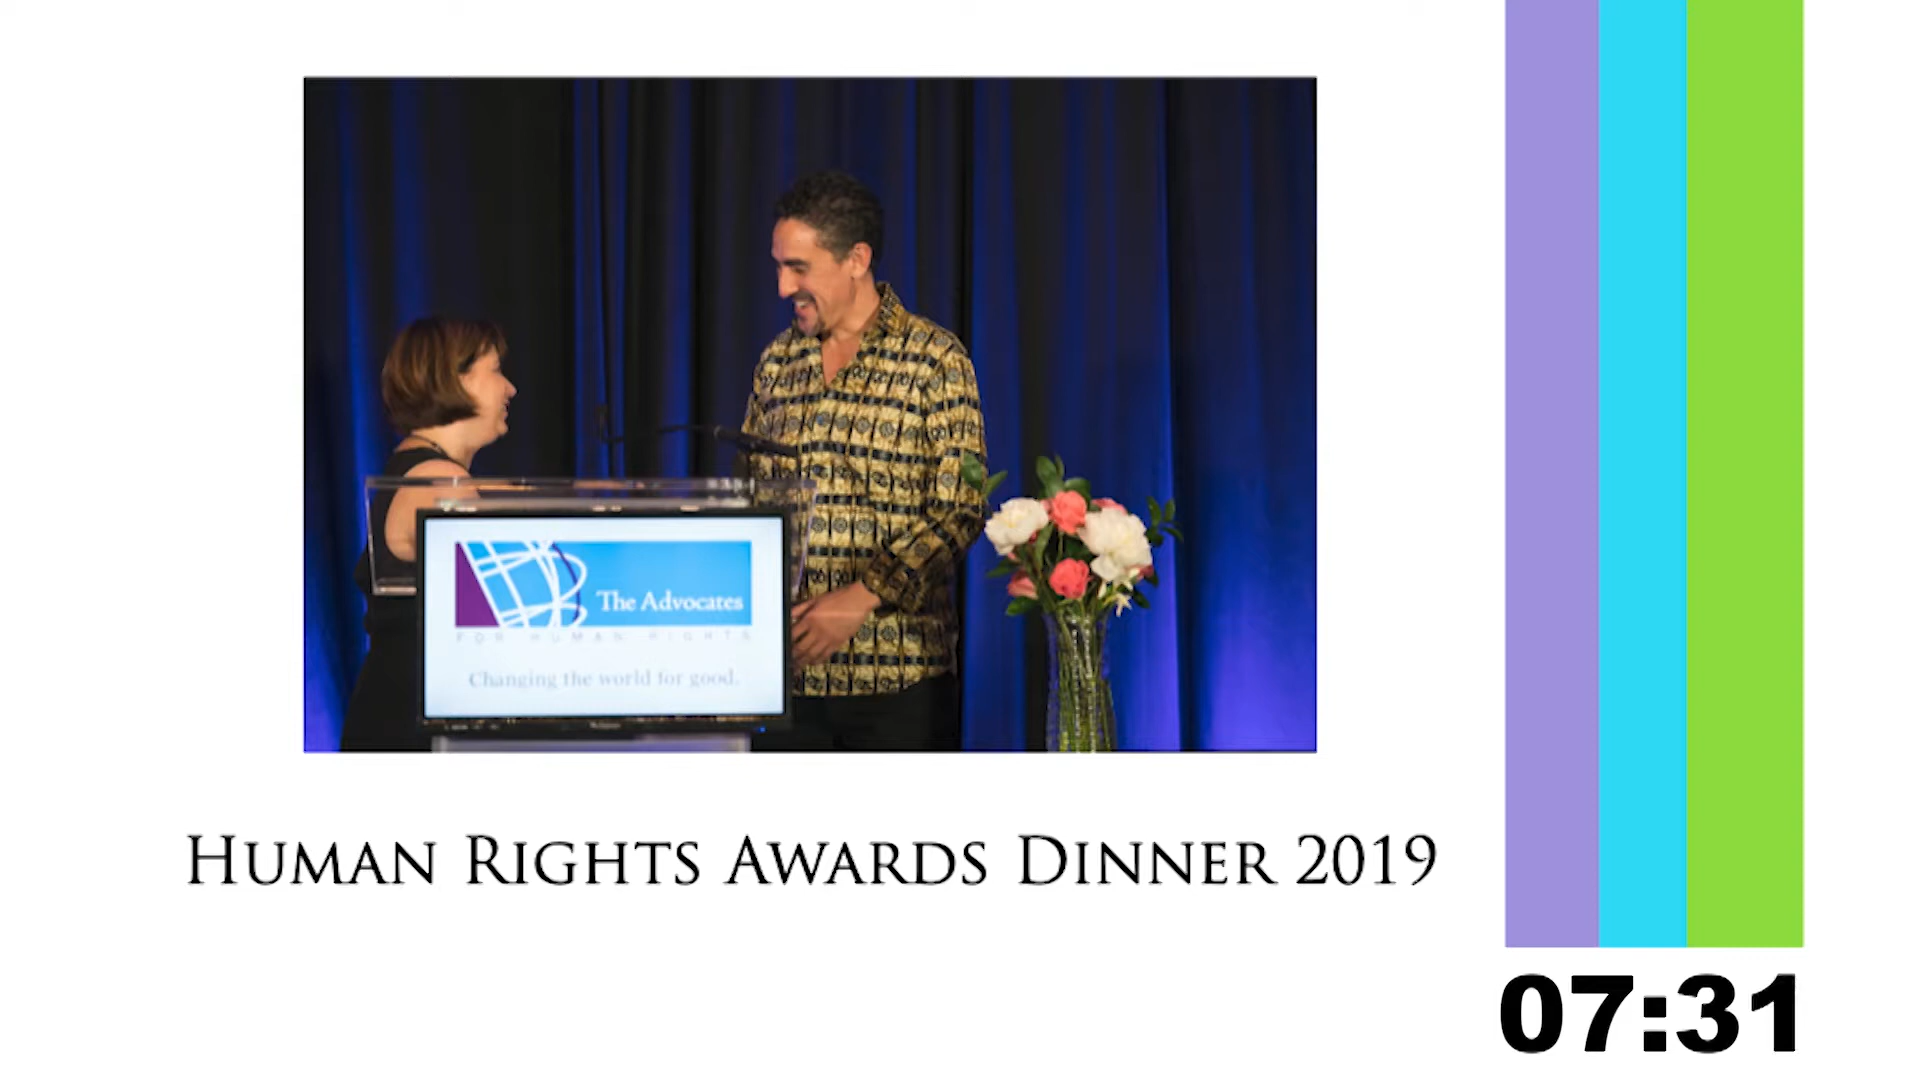 The Advocates
FOR HUMAN RIGHTS
Changing the world for good.
HUMAN RIGHTS AWARDS DINNER 2019
07:31